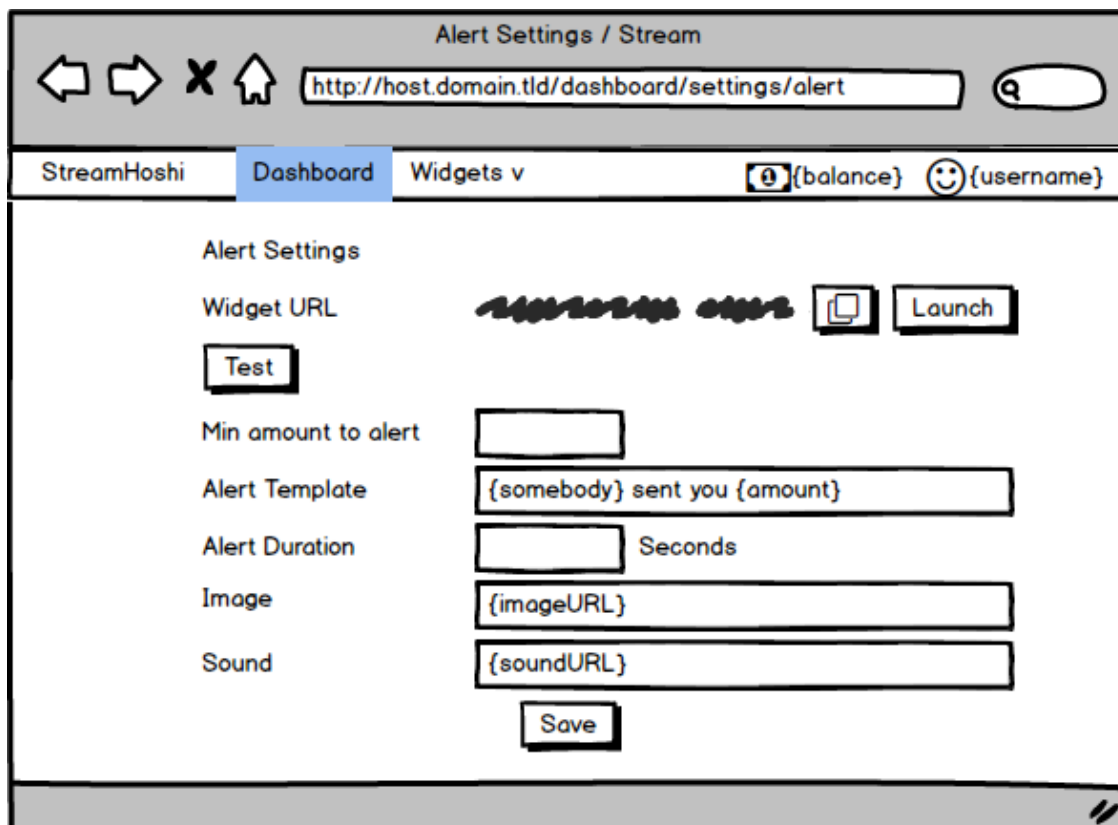 Alert Settings / Stream
http://host.domain.tld/dashboard/settings/alert
StreamHoshi Dashboard Widgets v {balance} {username}
Alert Settings
Widget URL Launch
Test
Min amount to alert
Alert Template {somebody} sent you {amount}
Alert Duration Seconds
Image {imageURL}
Sound {soundURL}
Save